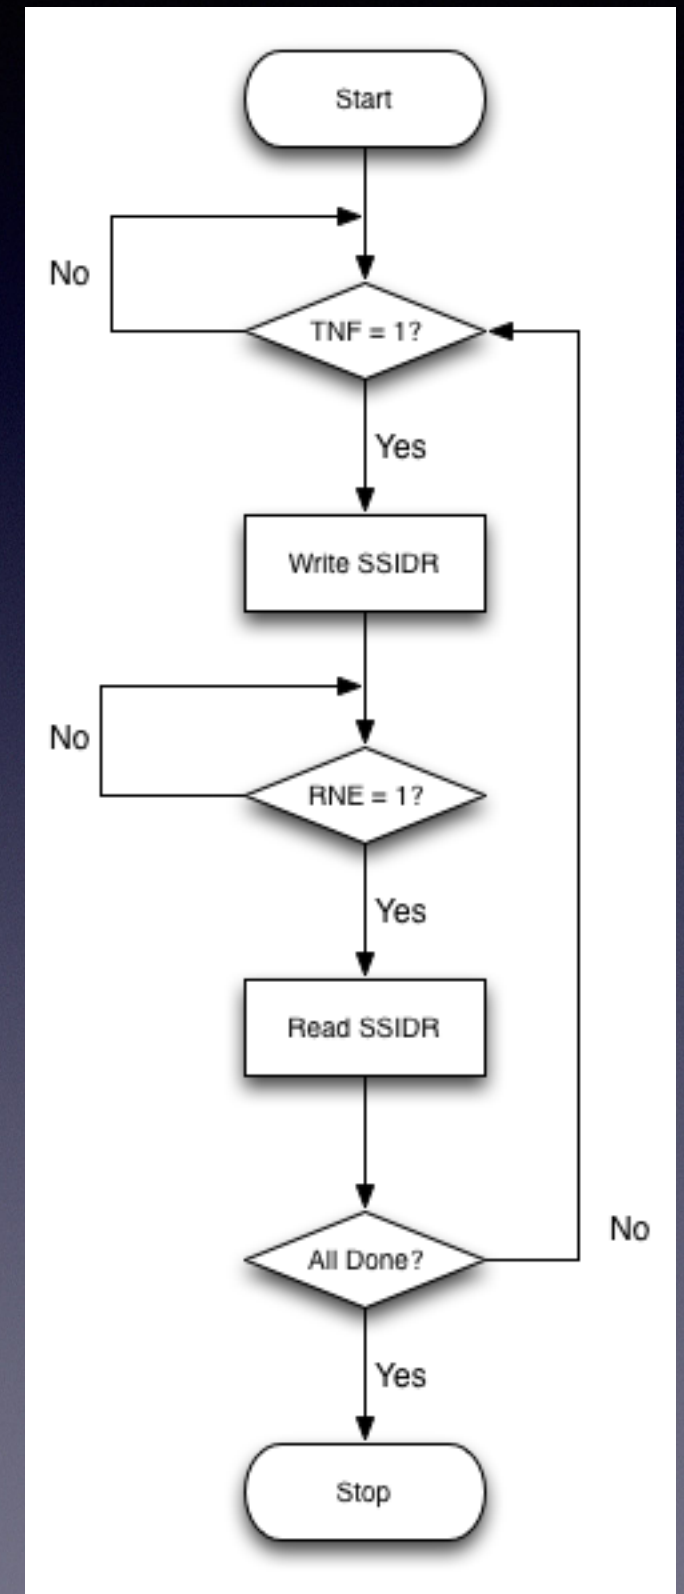 Start
No
TNF = 1?
Yes
Write SSIDR
No
RNE = 1?
Yes
Read SSIDR
No
All Done?
Yes
Stop